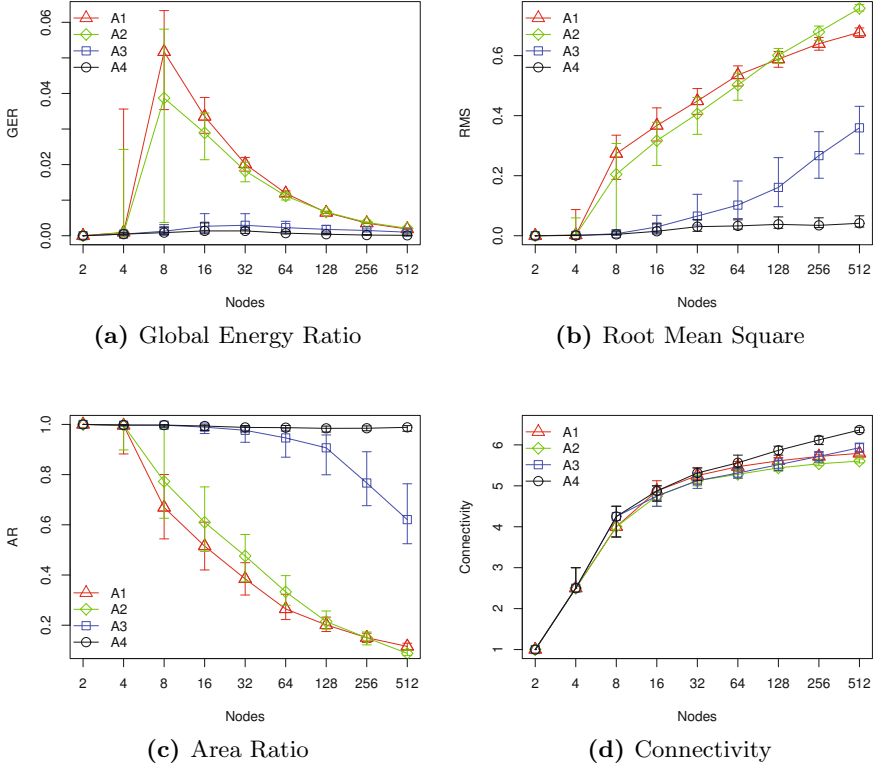 A1
A2
A3
A4
GER
0.06
0.04
0.02
0.00
2 4 8 16 32 64 128 256 512
Nodes
(a) Global Energy Ratio
A1
A2
A3
A4
RMS
0.6
0.4
0.2
0.0
2 4 8 16 32 64 128 256 512
Nodes
(b) Root Mean Square
AR
1.0
0.8
0.6
0.4
0.2
A1
A2
A3
A4
2 4 8 16 32 64 128 256 512
Nodes
(c) Area Ratio
A1
A2
A3
A4
Connectivity
6
5
4
3
2
1
2 4 8 16 32 64 128 256 512
Nodes
(d) Connectivity